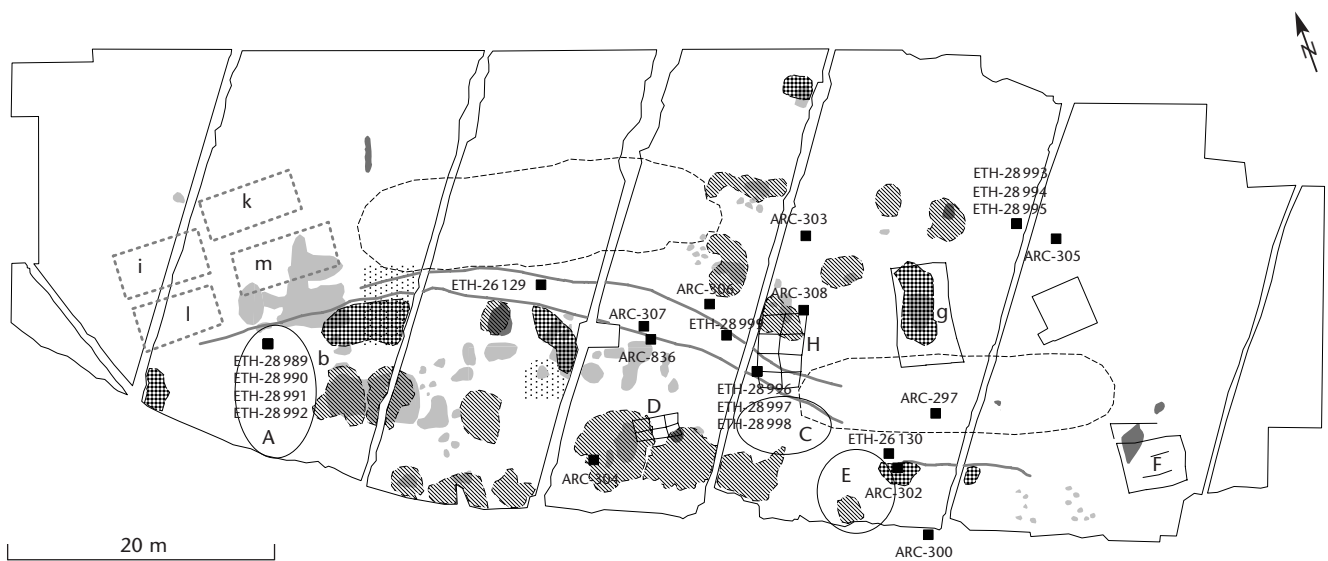 N
ETH-28993
ETH-28994
ETH-28995
k
ARC-303
i
m
ARC-305
ETH-26129
ARC-306
ARC-308
l
ARC-307
ETH-28999
g
H
ARC-836
b
ETH-28989
ETH-28990
ETH-28991
ETH-28992
A
ETH-28996
ETH-28997
ETH-28998
C
D
ARC-297
ETH-26130
F
ARC-304
E
ARC-302
20 m
ARC-300